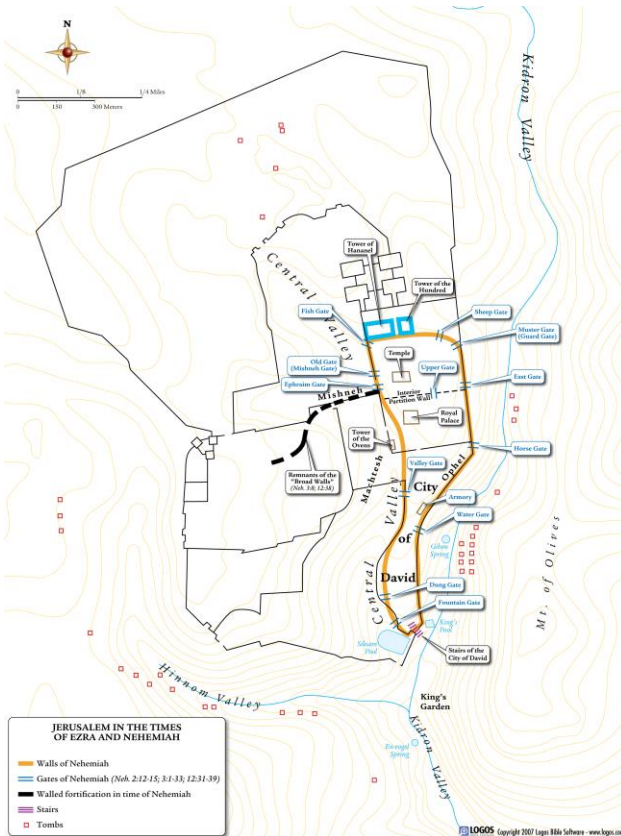 N
0 1/8 1/4 Miles
0 150 300 Meters
Kidron Valley
Central Valley
Tower of
Hananel
Tower of the
Hundred
Fish Gate
Sheep Gate
Muster Gate
(Guard Gate)
Old Gate
(Mishneh Gate)
Temple
Upper Gate
East Gate
Ephraim Gate
Mishneh
Interior
Partition Wall
Royal
Palace
Tower
of the
Ovens
Horse Gate
Remnants of the
"Broad Walls"
(Neh. 3:8; 12:38)
Machtesh
Valley Gate
Ophel
City
of
David
Armory
Water Gate
Gihon
Spring
Central Valley
Mt. of Olives
Dung Gate
Fountain Gate
King's
Pool
Siloam
Pool
Stairs of the
City of David
Hinnom Valley
King's
Garden
Kidron Valley
En-rogel
Spring
JERUSALEM IN THE TIMES
OF EZRA AND NEHEMIAH
Walls of Nehemiah
Gates of Nehemiah (Neh. 2:12-15; 3:1-33; 12:31-39)
Walled fortification in time of Nehemiah
Stairs
Tombs
LOGOS Copyright 2007 Logos Bible Software - www.logos.co